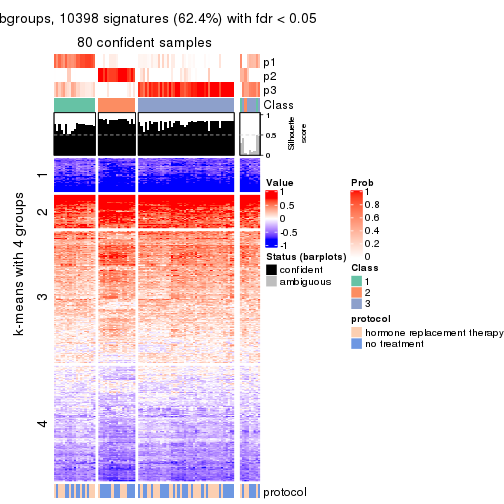 bgroups, 10398 signatures (62.4%) with fdr < 0.05
80 confident samples
p1
p2
p3
Class
1
0.5
0
Silhouette
score
k-means with 4 groups
1
2
3
4
Value
1
0.5
0
-0.5
-1
Status (barplots)
confident
ambiguous
Prob
1
0.8
0.6
0.4
0.2
0
Class
1
2
3
protocol
hormone replacement therapy
no treatment
protocol